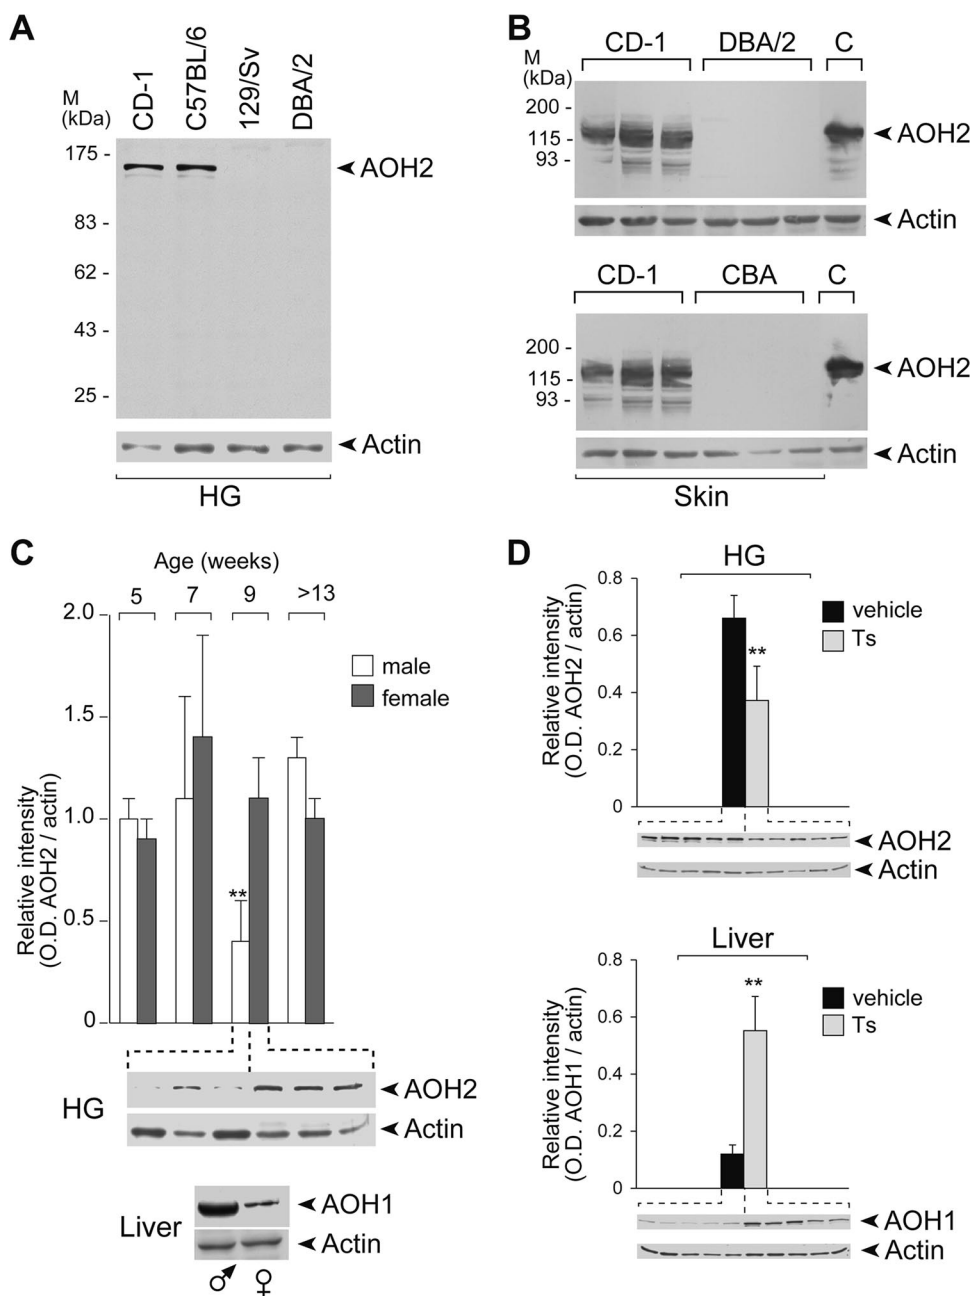 A
CD-1
C57BL/6
129/Sv
DBA/2
M
(kDa)
175 -
83 -
62 -
43 -
25 -
AOH2
Actin
HG
B
CD-1 DBA/2 C
M
(kDa)
200 -
115 -
93 -
AOH2
Actin
CD-1 CBA C
200 -
115 -
93 -
AOH2
Actin
Skin
C
Age (weeks)
5 7 9 >13
2.0
1.5
1.0
0.5
0
Relative intensity
(O.D. AOH2 / actin)
male
female
**
HG
AOH2
Actin
Liver
AOH1
Actin
♂ ♀
D
HG
0.8
0.6
0.4
0.2
0
Relative intensity
(O.D. AOH2 / actin)
vehicle
Ts
**
AOH2
Actin
Liver
0.8
0.6
0.4
0.2
0
Relative intensity
(O.D. AOH1 / actin)
vehicle
Ts
**
AOH1
Actin